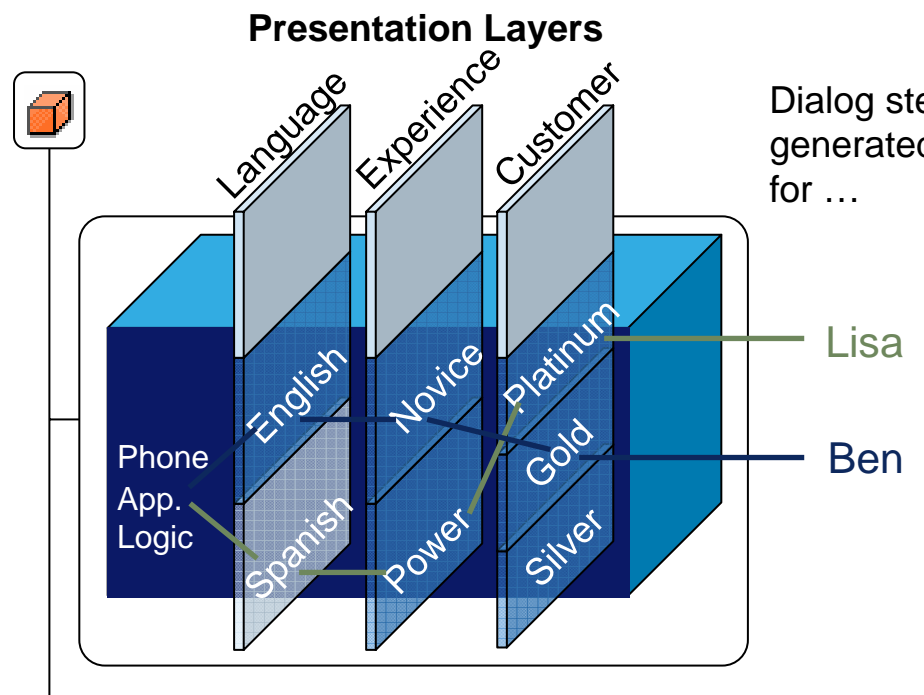 Presentation Layers
Language
Experience
Customer
Dialog ste
generated
for …
English
Novice
Platinum
Lisa
Phone
App.
Logic
Gold
Ben
Spanish
Power
Silver